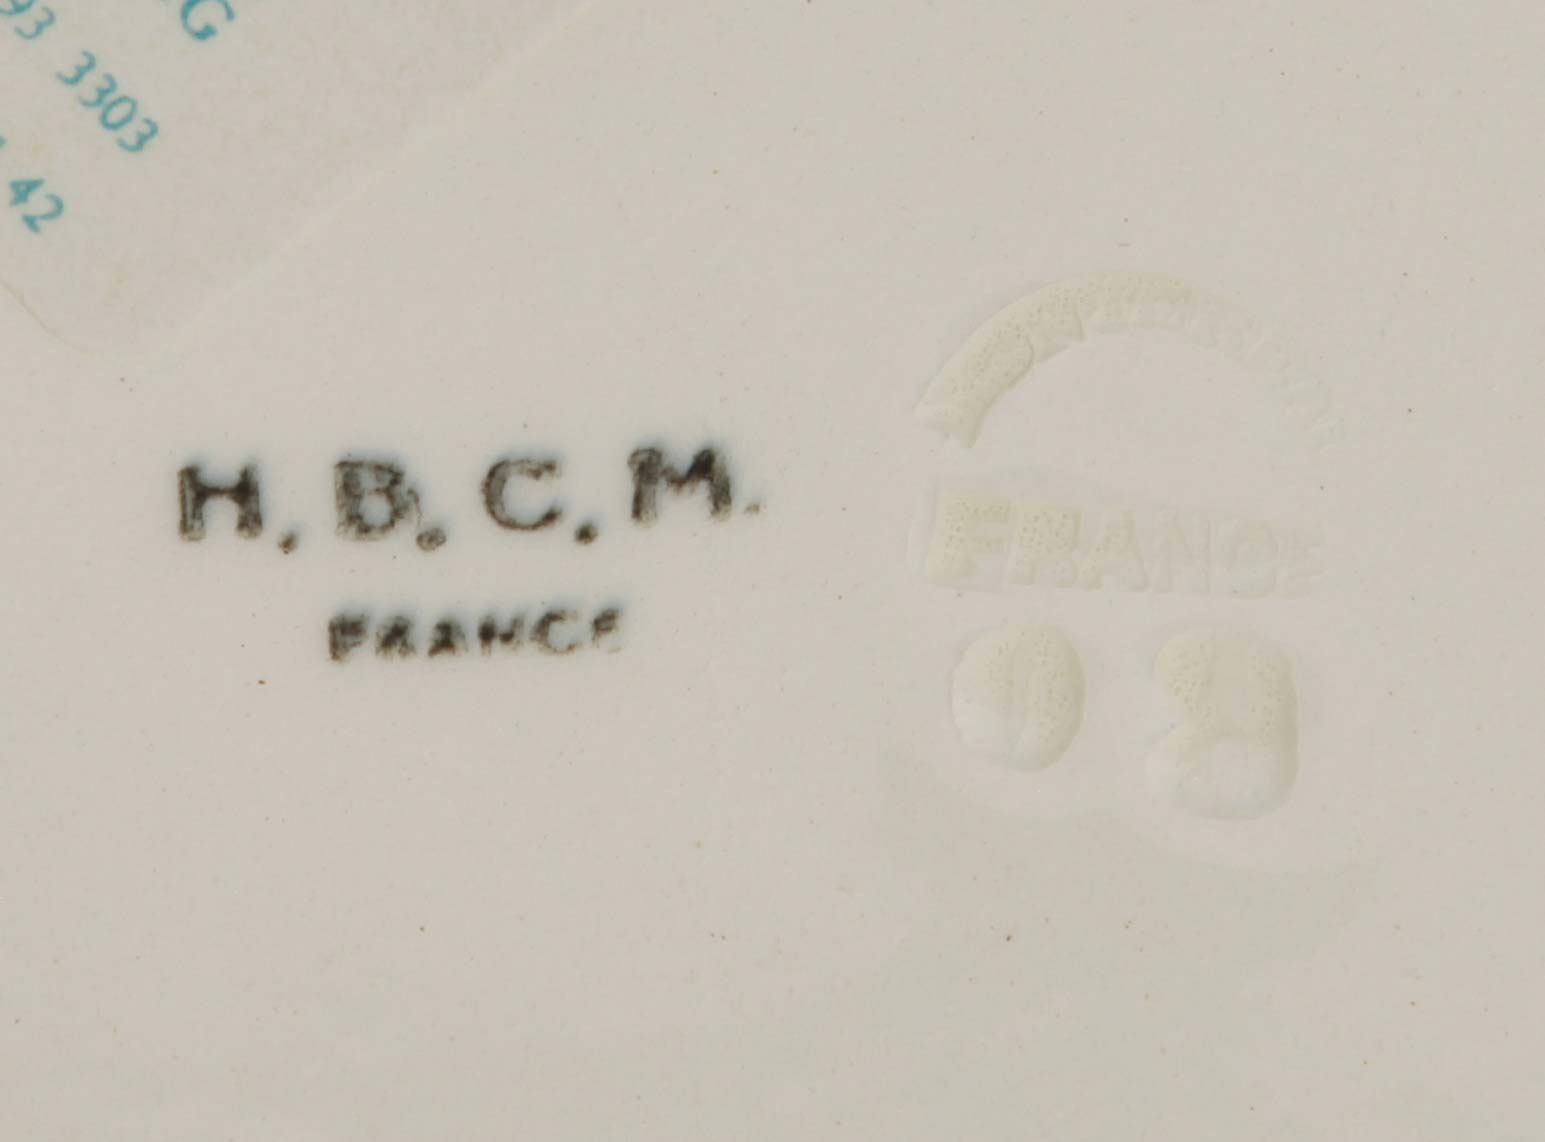 G
93 3303
42
H.B.C.M.
FRANCE
FRANCE